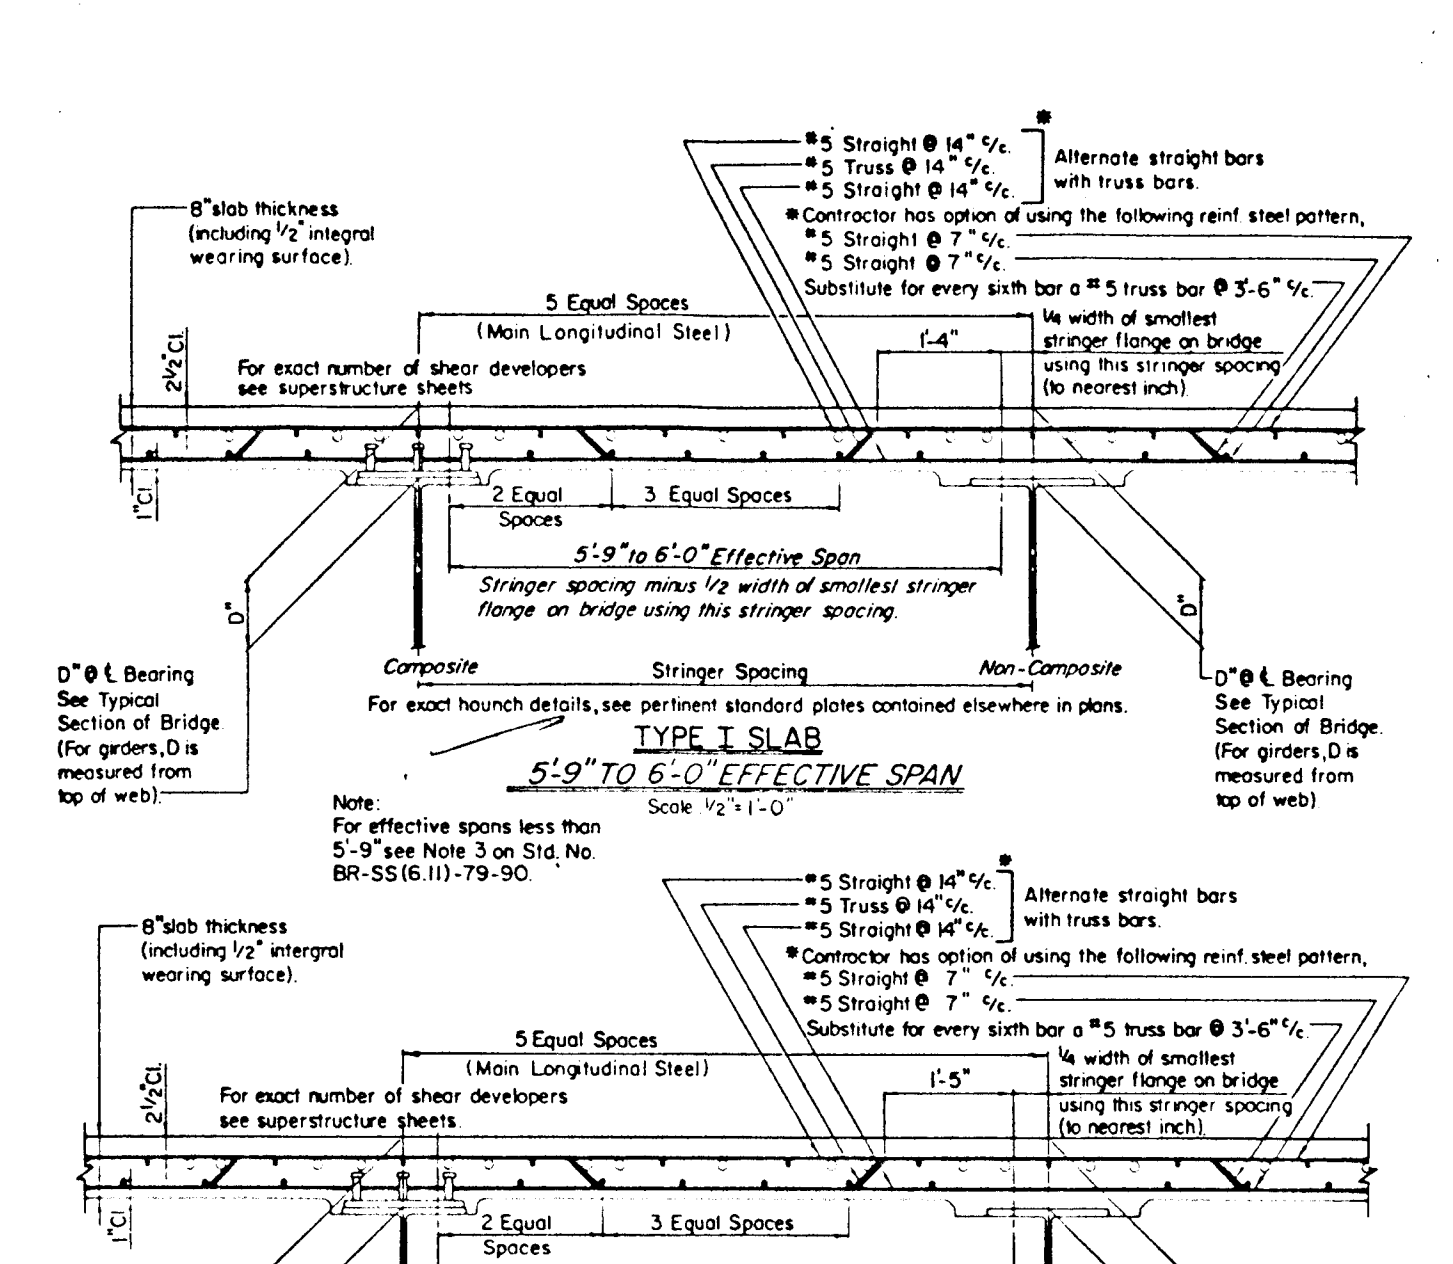 *
#5 Straight @ 14" c/c.
#5 Truss @ 14" c/c.
#5 Straight @ 14" c/c.
Alternate straight bars
with truss bars.
*Contractor has option of using the following reinf. steel pattern,
#5 Straight @ 7" c/c.
#5 Straight @ 7" c/c.
Substitute for every sixth bar a #5 truss bar @ 3'-6" c/c.
8" slab thickness
(including 1/2" integral
wearing surface).
5 Equal Spaces
(Main Longitudinal Steel)
1'-4"
1/4 width of smallest
stringer flange on bridge
using this stringer spacing
(to nearest inch).
2 1/2" Cl.
For exact number of shear developers
see superstructure sheets
1" Cl.
2 Equal
Spaces
3 Equal Spaces
5'-9" to 6'-0" Effective Span
Stringer spacing minus 1/2 width of smallest stringer
flange on bridge using this stringer spacing.
D"
D"
Composite
Stringer Spacing
Non-Composite
D" @ ℄ Bearing
See Typical
Section of Bridge.
(For girders, D is
measured from
top of web).
D" @ ℄ Bearing
See Typical
Section of Bridge.
(For girders, D is
measured from
top of web)
For exact haunch details, see pertinent standard plates contained elsewhere in plans.
TYPE I SLAB
5'-9" TO 6'-0" EFFECTIVE SPAN
Scale 1/2" = 1'-0"
Note:
For effective spans less than
5'-9" see Note 3 on Std. No.
BR-SS(6.11)-79-90.
*
#5 Straight @ 14" c/c.
#5 Truss @ 14" c/c.
#5 Straight @ 14" c/c.
Alternate straight bars
with truss bars.
*Contractor has option of using the following reinf. steel pattern,
#5 Straight @ 7" c/c.
#5 Straight @ 7" c/c.
Substitute for every sixth bar a #5 truss bar @ 3'-6" c/c.
8" slab thickness
(including 1/2" intergral
wearing surface).
5 Equal Spaces
(Main Longitudinal Steel)
1'-5"
1/4 width of smallest
stringer flange on bridge
using this stringer spacing
(to nearest inch).
2 1/2" Cl.
For exact number of shear developers
see superstructure sheets.
1" Cl.
2 Equal
Spaces
3 Equal Spaces